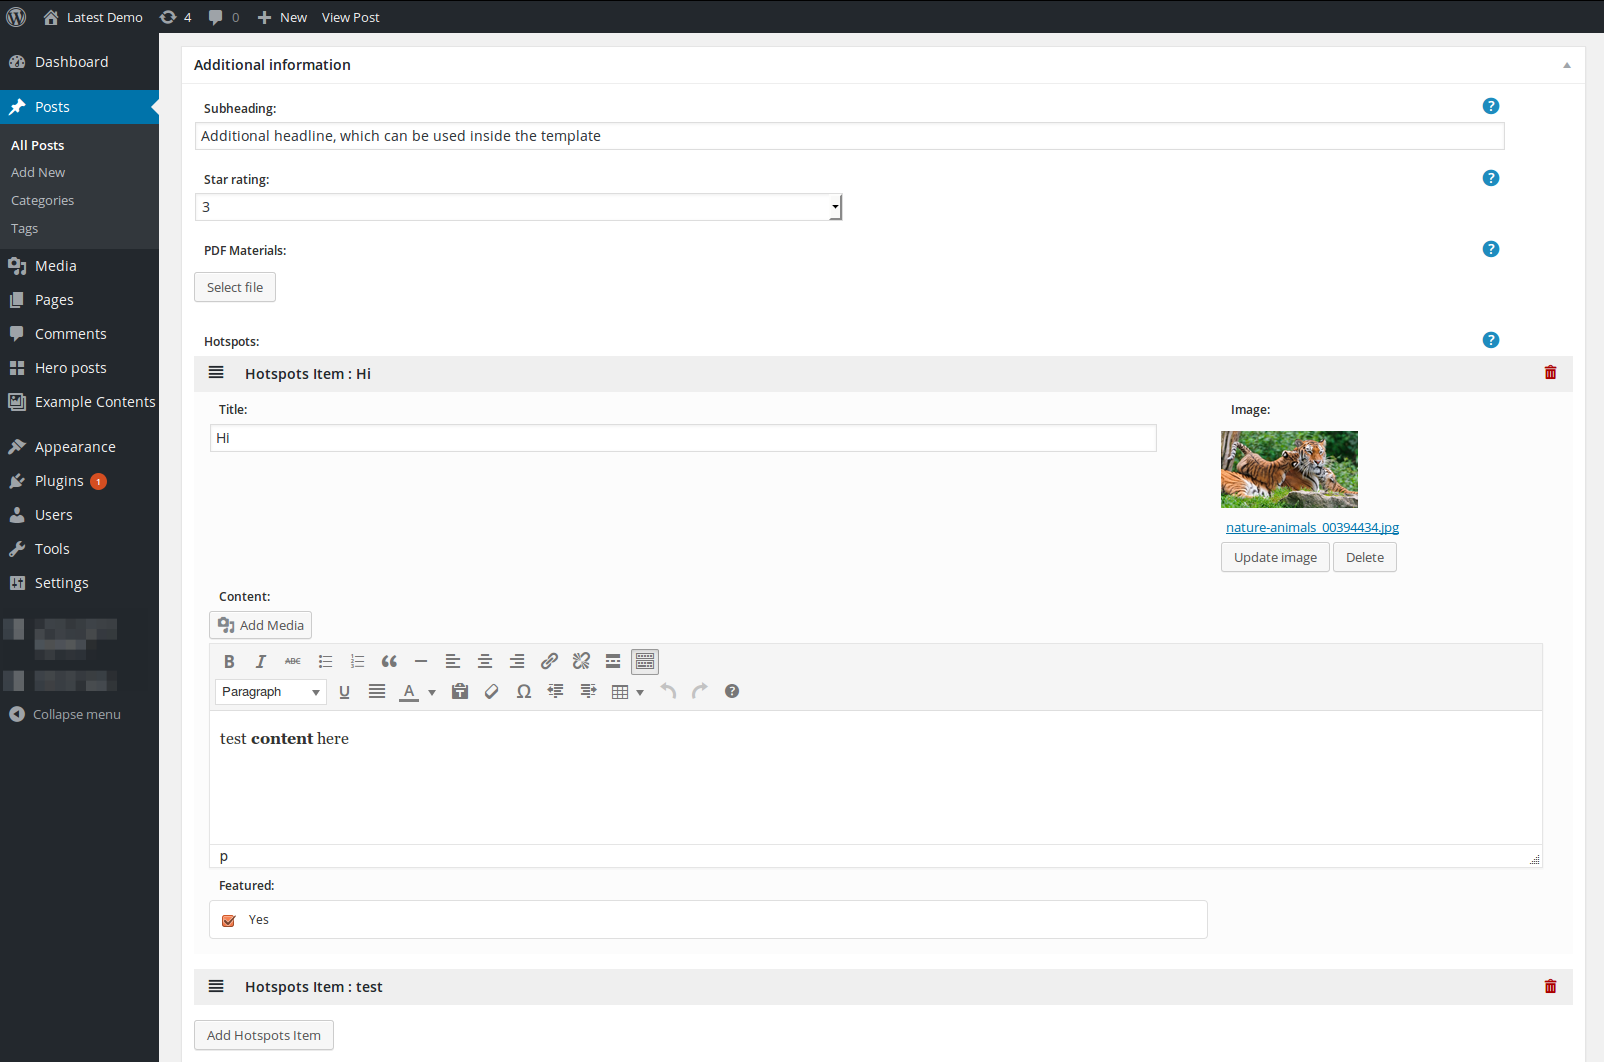 Latest Demo 4 0 New View Post
Dashboard
Posts
All Posts
Add New
Categories
Tags
Media
Pages
Comments
Hero posts
Example Contents
Appearance
Plugins 1
Users
Tools
Settings
Collapse menu
Additional information
Subheading:
Additional headline, which can be used inside the template
Star rating:
3
PDF Materials:
Select file
Hotspots:
Hotspots Item : Hi
Title:
Hi
Image:
nature-animals_00394434.jpg
Update image Delete
Content:
Add Media
B I ABC
Paragraph U A Ω
test content here
p
Featured:
Yes
Hotspots Item : test
Add Hotspots Item